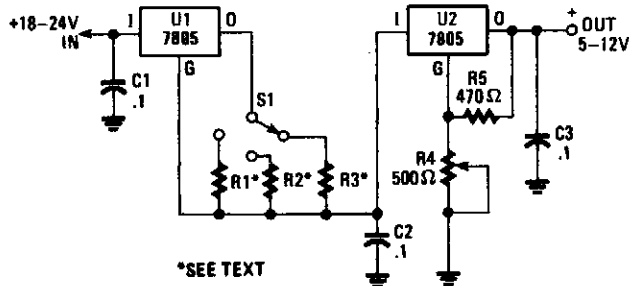 +18-24V
IN
I
U1
7805
O
G
C1
.1
S1
R1*
R2*
R3*
*SEE TEXT
C2
.1
I
U2
7805
O
G
R5
470Ω
R4
500Ω
C3
.1
+
OUT
5-12V